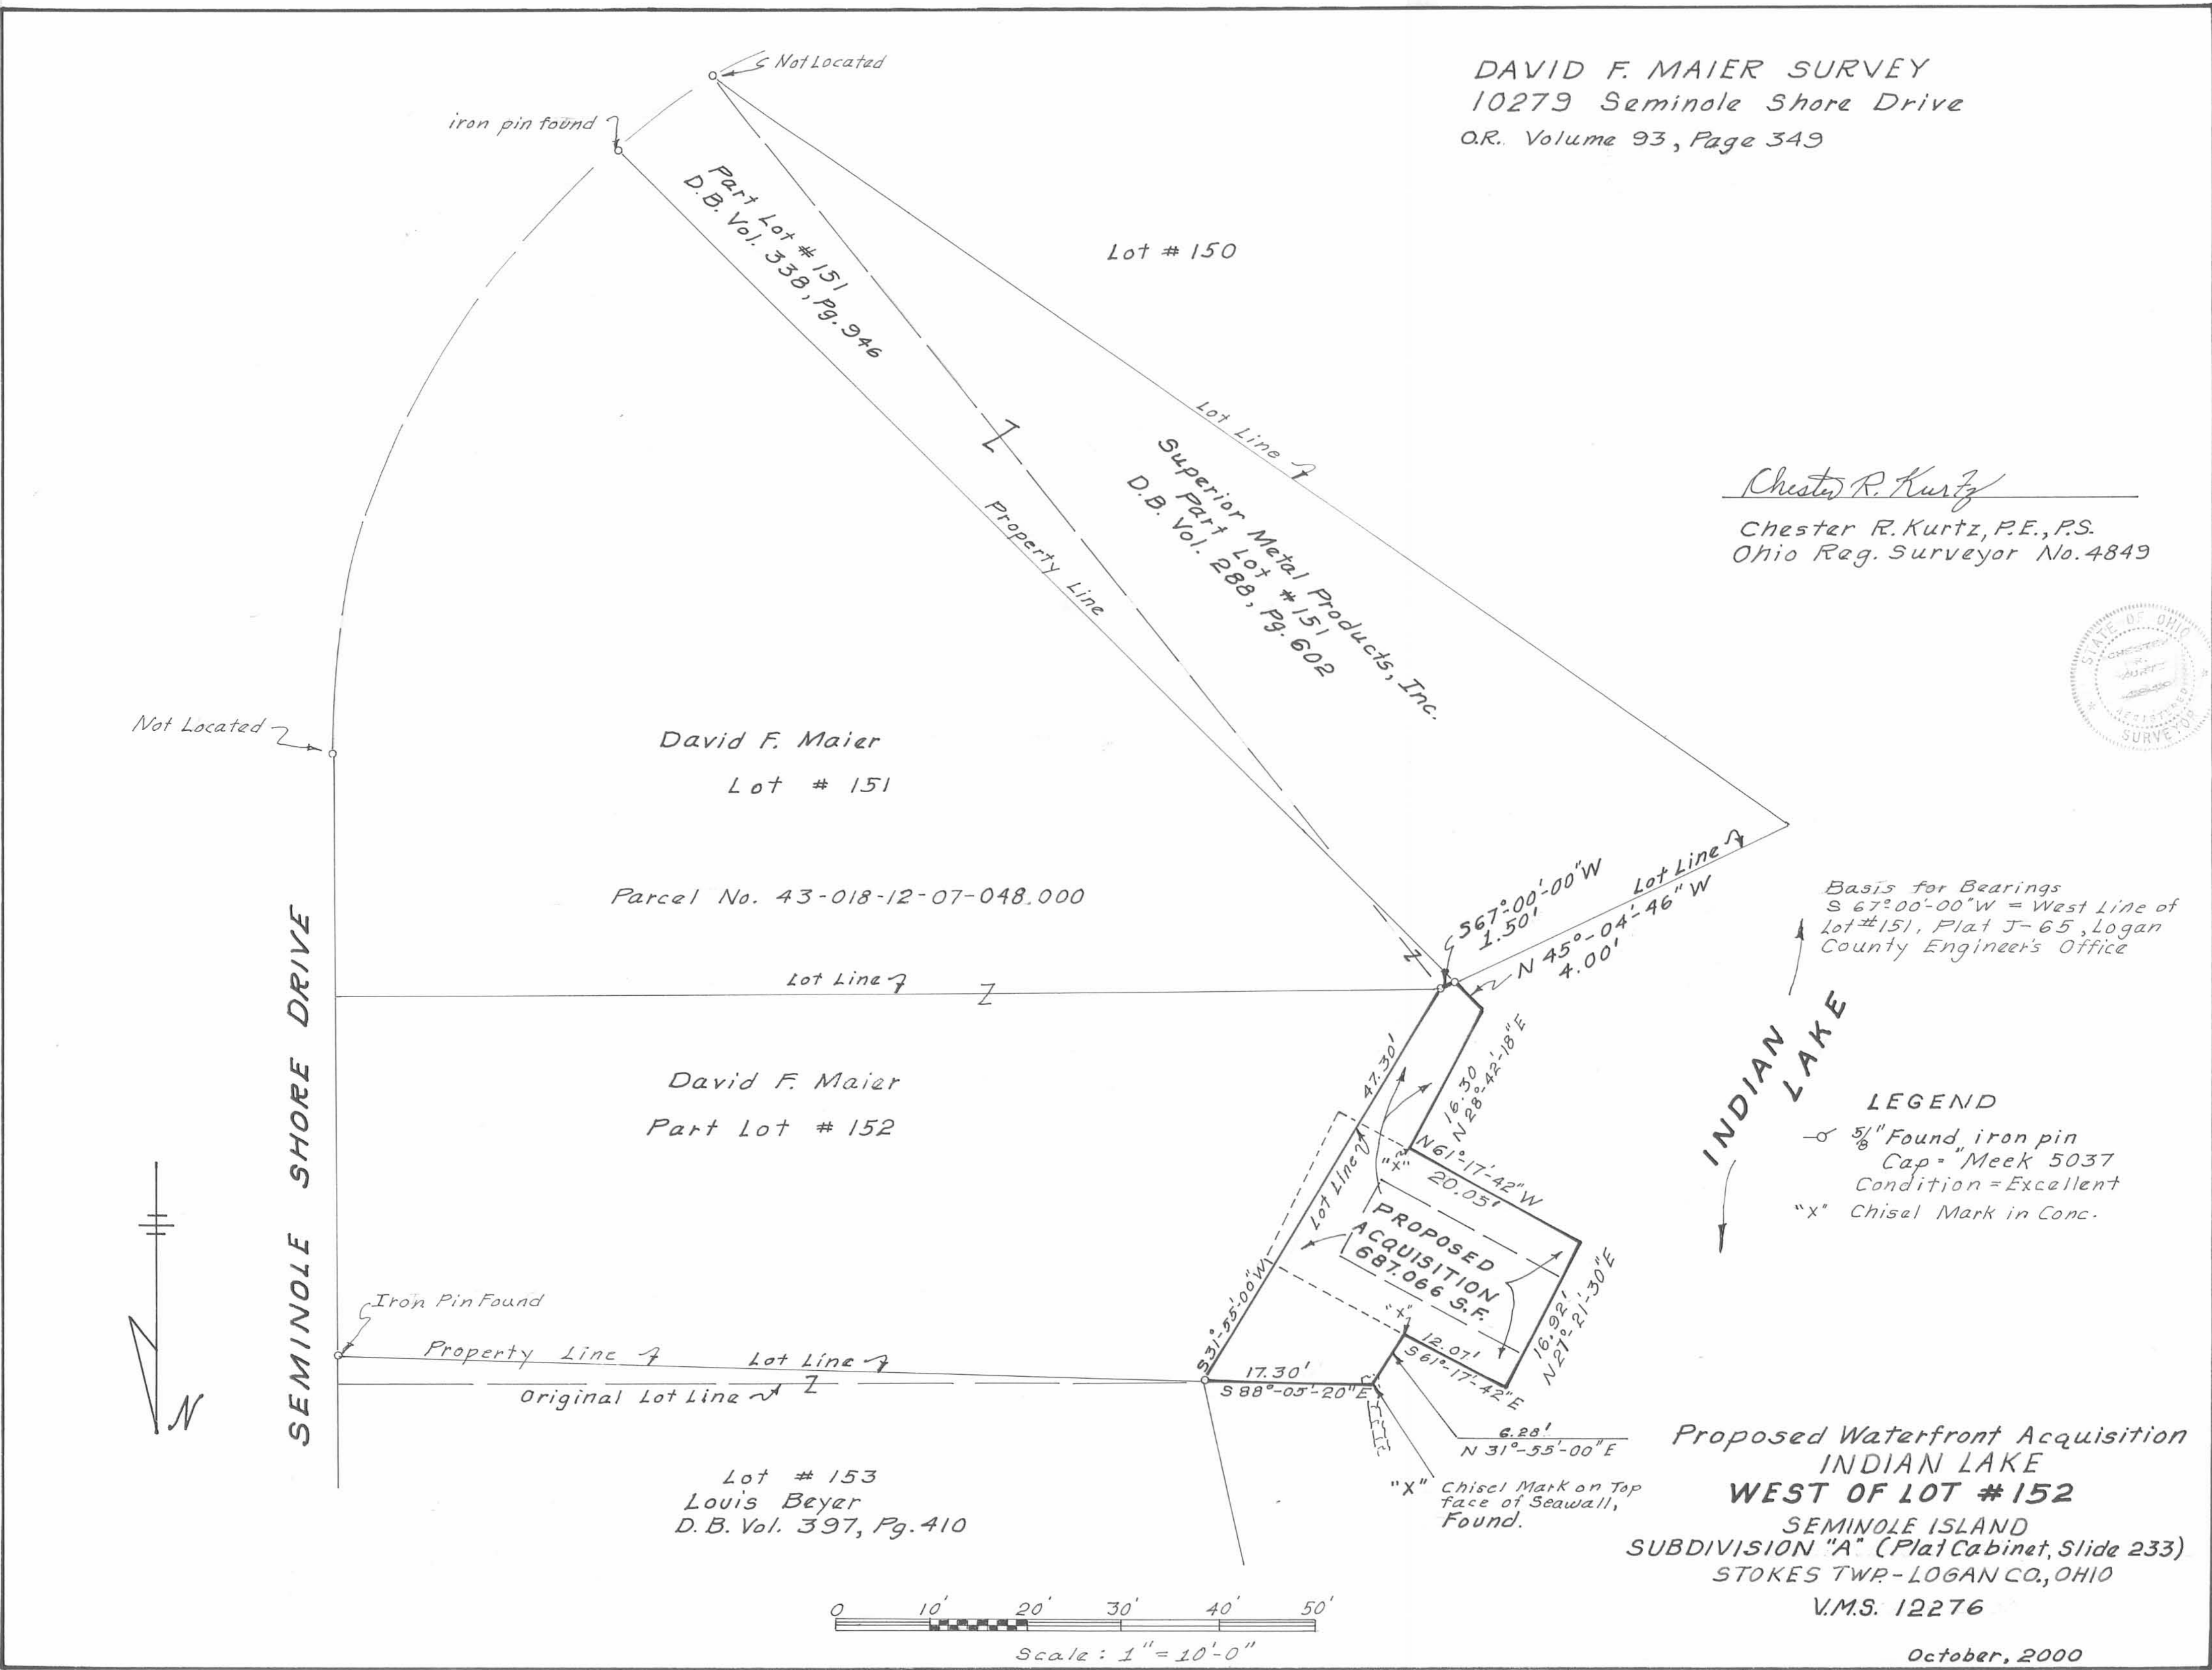 DAVID F. MAIER SURVEY
10279 Seminole Shore Drive
O.R. Volume 93, Page 349
Not Located
iron pin found
Part Lot # 151
D.B. Vol. 338, Pg. 946
Lot # 150
Lot Line
Superior Metal Products, Inc.
Part Lot # 151
D.B. Vol. 288, Pg. 602
Property Line
Chester R. Kurtz
Chester R. Kurtz, P.E., P.S.
Ohio Reg. Surveyor No. 4849
STATE OF OHIO
CHESTER
REGISTERED
SURVEYOR
Not Located
David F. Maier
Lot # 151
Parcel No. 43-018-12-07-048.000
S67°-00'-00"W
1.50'
Lot Line
N 45°-04'-46" W
4.00'
Basis for Bearings
S 67°00'-00"W = West Line of
Lot #151, Plat J-65, Logan
County Engineer's Office
Lot Line
SEMINOLE SHORE DRIVE
David F. Maier
Part Lot # 152
47.30'
16.30
N 28°-42'-18"E
INDIAN
LAKE
LEGEND
5/8" Found iron pin
Cap = "Meek 5037
Condition = Excellent
"X" Chisel Mark in Conc.
"X"
N 61°-17'-42" W
20.05'
Lot Line
PROPOSED
ACQUISITION
687.066 S.F.
S31°-55'-00"W
"X"
16.92'
N 27°-21'-30"E
12.07'
S 61°-17'-42"E
17.30'
S 88°-05'-20"E
6.28'
N 31°-55'-00"E
Iron Pin Found
Property Line
Lot Line
Original Lot Line
N
"X" Chisel Mark on Top
face of Seawall,
Found.
Lot # 153
Louis Beyer
D.B. Vol. 397, Pg. 410
0 10' 20' 30' 40' 50'
Scale: 1" = 10'-0"
Proposed Waterfront Acquisition
INDIAN LAKE
WEST OF LOT #152
SEMINOLE ISLAND
SUBDIVISION "A" (Plat Cabinet, Slide 233)
STOKES TWP. - LOGAN CO., OHIO
V.M.S. 12276
October, 2000